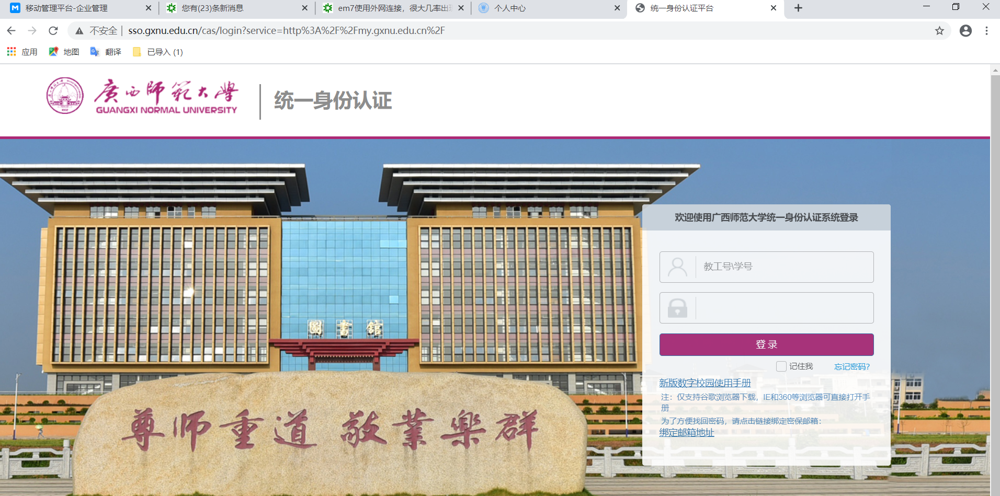 移动管理平台-企业管理
您有(23)条新消息
em7使用外网连接，很大几率出现
个人中心
统一身份认证平台
不安全 | sso.gxnu.edu.cn/cas/login?service=http%3A%2F%2Fmy.gxnu.edu.cn%2F
应用
地图
翻译
已导入 (1)
廣西師範大學
GUANGXI NORMAL UNIVERSITY
统一身份认证
欢迎使用广西师范大学统一身份认证系统登录
教工号\学号
登录
记住我
忘记密码?
新版数字校园使用手册
注：仅支持谷歌浏览器下载，IE和360等浏览器可直接打开手
册
为了方便找回密码，请点击链接绑定密保邮箱：
绑定邮箱地址
圖書館
尊师重道 敬業樂群